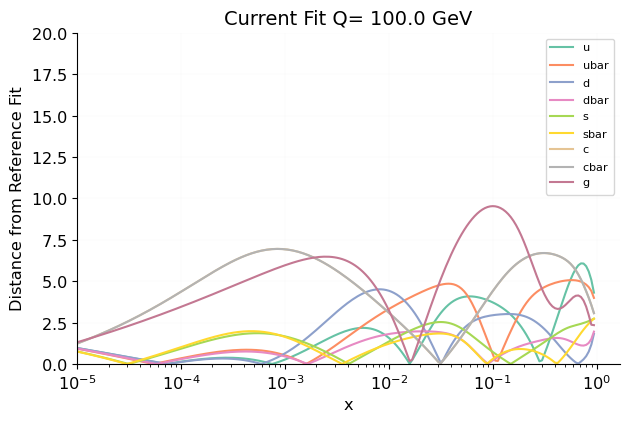 Current Fit Q= 100.0 GeV
Distance from Reference Fit
20.0
17.5
15.0
12.5
10.0
7.5
5.0
2.5
0.0
u
ubar
d
dbar
s
sbar
c
cbar
g
10⁻⁵
10⁻⁴
10⁻³
10⁻²
10⁻¹
10⁰
x